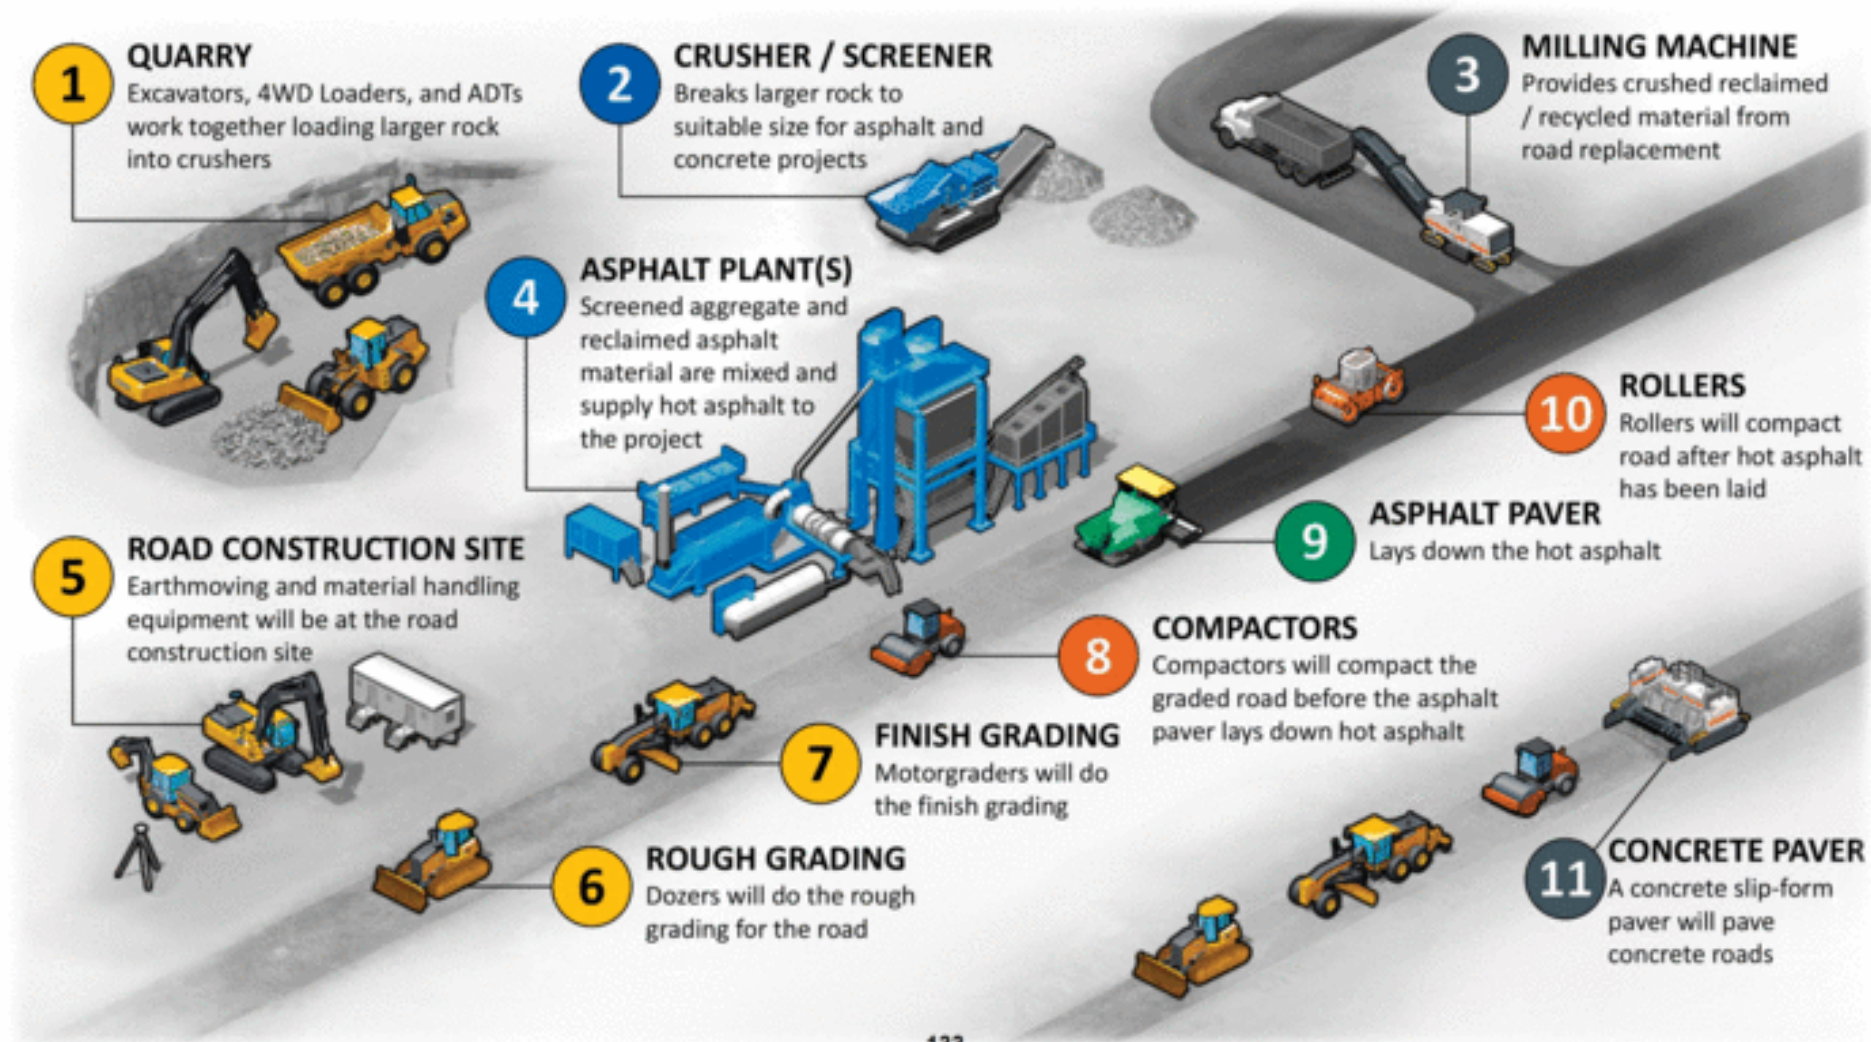 1
QUARRY
Excavators, 4WD Loaders, and ADTs
work together loading larger rock
into crushers
2
CRUSHER / SCREENER
Breaks larger rock to
suitable size for asphalt and
concrete projects
3
MILLING MACHINE
Provides crushed reclaimed
/ recycled material from
road replacement
4
ASPHALT PLANT(S)
Screened aggregate and
reclaimed asphalt
material are mixed and
supply hot asphalt to
the project
5
ROAD CONSTRUCTION SITE
Earthmoving and material handling
equipment will be at the road
construction site
6
ROUGH GRADING
Dozers will do the rough
grading for the road
7
FINISH GRADING
Motorgraders will do
the finish grading
8
COMPACTORS
Compactors will compact the
graded road before the asphalt
paver lays down hot asphalt
9
ASPHALT PAVER
Lays down the hot asphalt
10
ROLLERS
Rollers will compact
road after hot asphalt
has been laid
11
CONCRETE PAVER
A concrete slip-form
paver will pave
concrete roads